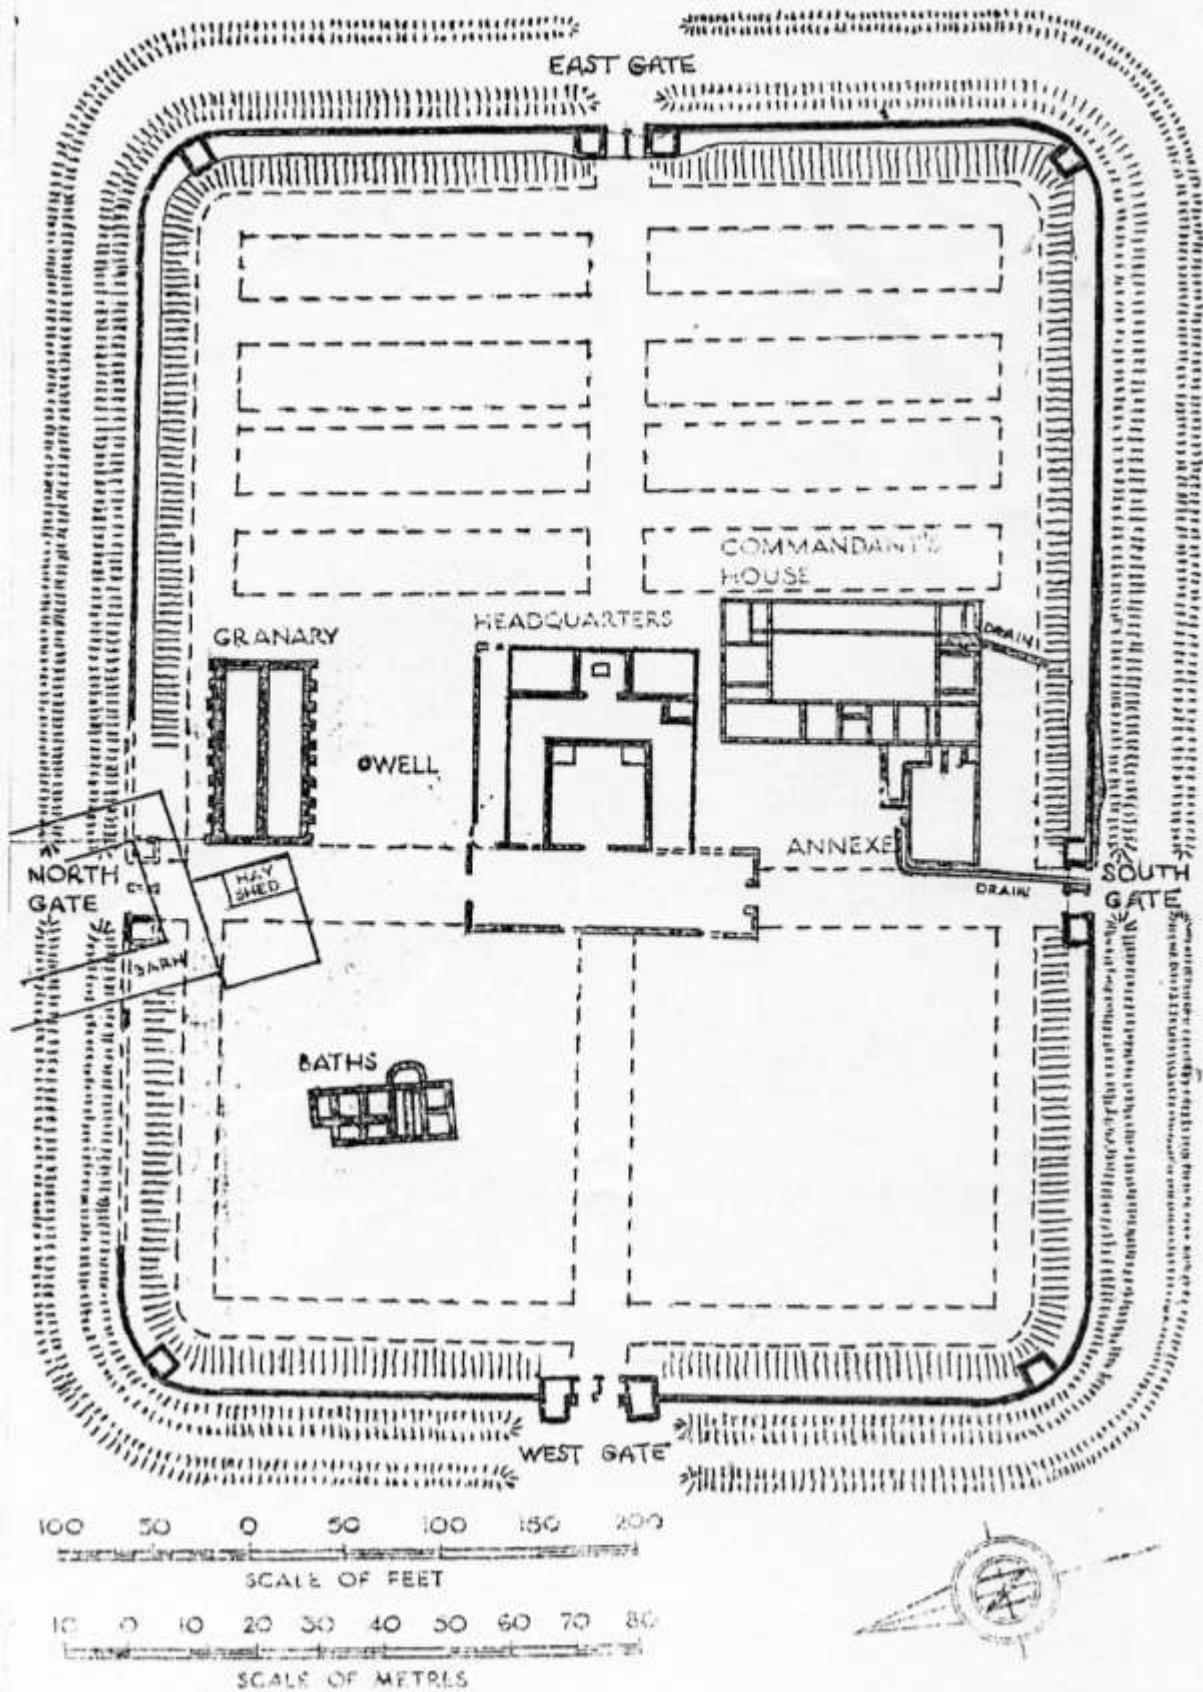 EAST GATE
COMMANDANT'S
HOUSE
HEADQUARTERS
GRANARY
DRAIN
WELL
ANNEXE
NORTH
GATE
HAY
SHED
SOUTH
GATE
DRAIN
BARN
BATHS
WEST GATE
100 50 0 50 100 150 200
SCALE OF FEET
10 0 10 20 30 40 50 60 70 80
SCALE OF METRES